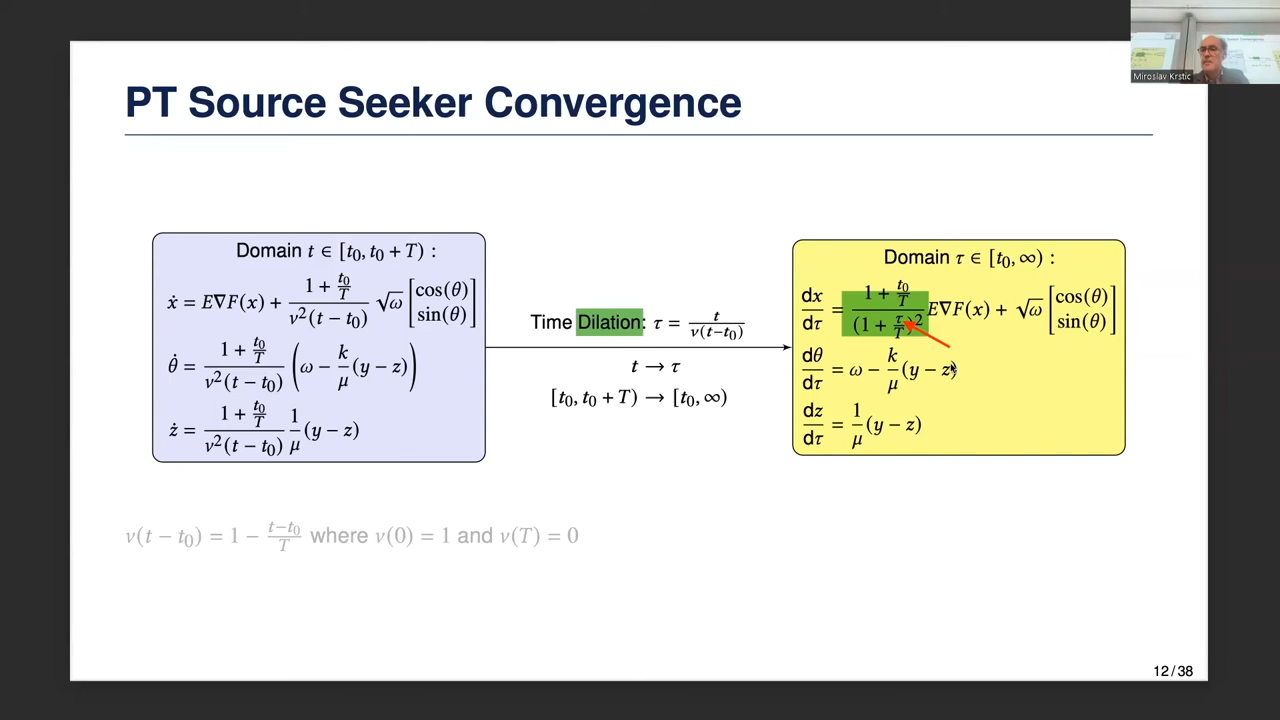 Miroslav Krstic
PT Source Seeker Convergence
Domain t ∈ [t₀, t₀ + T) :
ẋ = E∇F(x) + (1 + t₀/T)/(ν²(t − t₀)) √ω [cos(θ) sin(θ)]
θ̇ = (1 + t₀/T)/(ν²(t − t₀)) (ω − k/μ (y − z))
ż = (1 + t₀/T)/(ν²(t − t₀)) 1/μ (y − z)
Time Dilation: τ = t/ν(t−t₀)
t → τ
[t₀, t₀ + T) → [t₀, ∞)
Domain τ ∈ [t₀, ∞) :
dx/dτ = (1 + t₀/T)/(1 + τ/T)² E∇F(x) + √ω [cos(θ) sin(θ)]
dθ/dτ = ω − k/μ (y − z)
dz/dτ = 1/μ (y − z)
ν(t − t₀) = 1 − (t−t₀)/T where ν(0) = 1 and ν(T) = 0
12 / 38